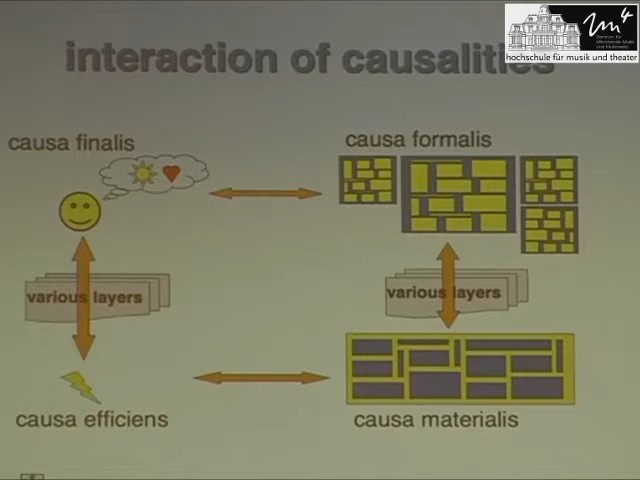 interaction of causalities
hochschule für musik und theater
causa finalis
causa formalis
various layers
various layers
causa efficiens
causa materialis